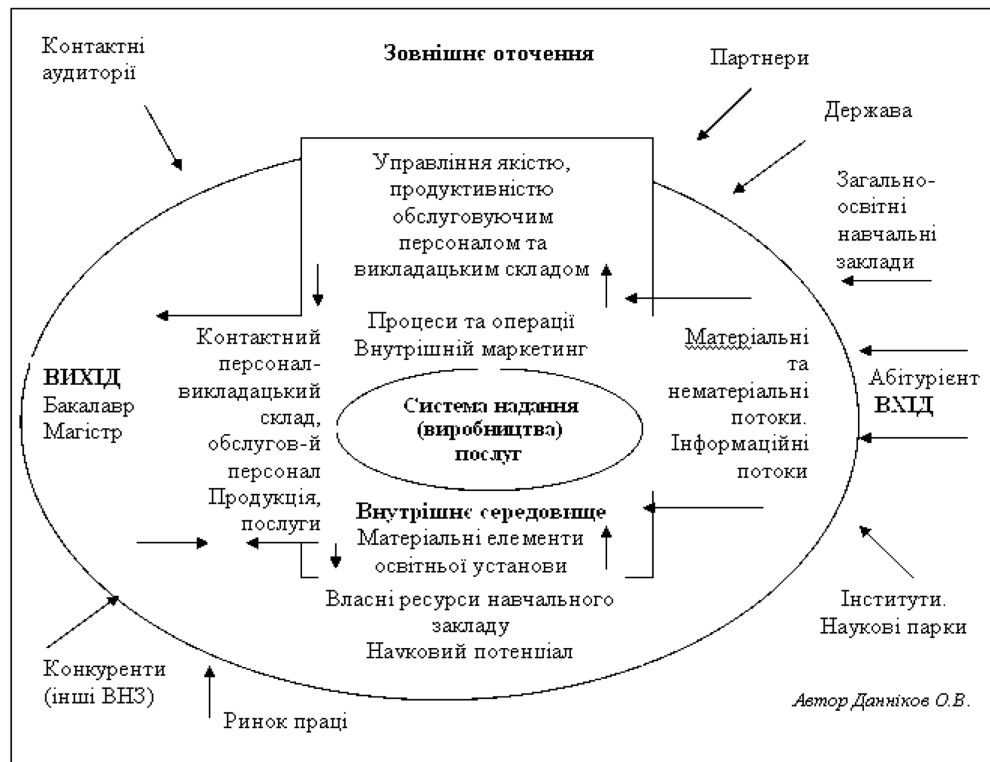 Контактні
аудиторії
Зовнішнє оточення
Партнери
Держава
Загально-
освітні
навчальні
заклади
Управління якістю,
продуктивністю
обслуговуючим
персоналом та
викладацьким складом
Процеси та операції
Внутрішній маркетинг
Контактний
персонал-
викладацький
склад,
обслугов-й
персонал
Продукція,
послуги
ВИХІД
Бакалавр
Магістр
Система надання
(виробництва)
послуг
Матеріальні
та
нематеріальні
потоки.
Інформаційні
потоки
Абітурієнт
ВХІД
Внутрішнє середовище
Матеріальні елементи
освітньої установи
Власні ресурси навчального
закладу
Науковий потенціал
Інститути.
Наукові парки
Конкуренти
(інші ВНЗ)
Ринок праці
Автор Данніков О.В.